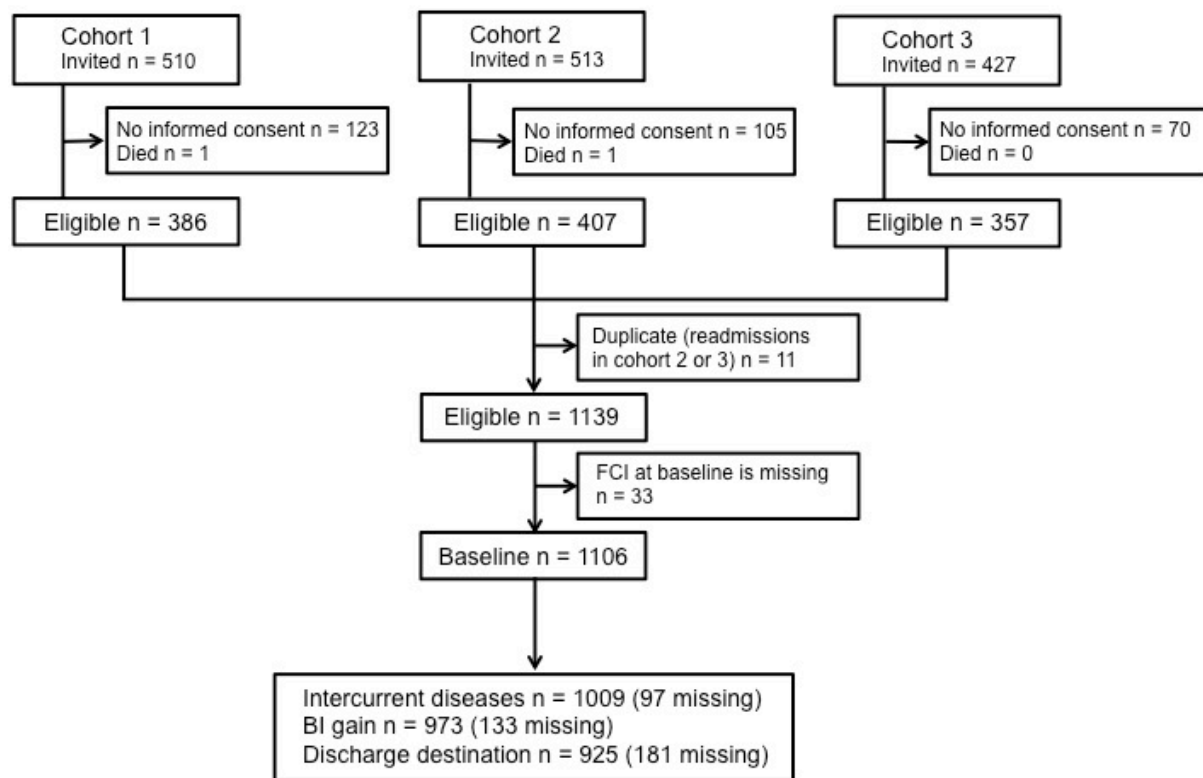 Cohort 1
Invited n = 510
Cohort 2
Invited n = 513
Cohort 3
Invited n = 427
No informed consent n = 123
Died n = 1
No informed consent n = 105
Died n = 1
No informed consent n = 70
Died n = 0
Eligible n = 386
Eligible n = 407
Eligible n = 357
Duplicate (readmissions
in cohort 2 or 3) n = 11
Eligible n = 1139
FCI at baseline is missing
n = 33
Baseline n = 1106
Intercurrent diseases n = 1009 (97 missing)
BI gain n = 973 (133 missing)
Discharge destination n = 925 (181 missing)